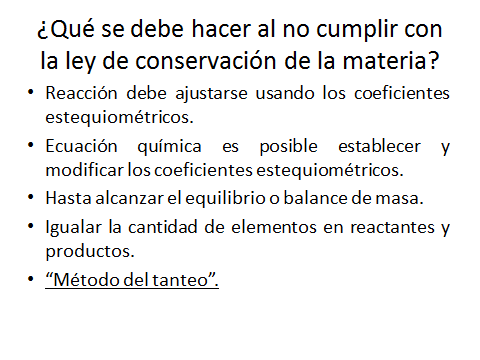 ¿Qué se debe hacer al no cumplir con
la ley de conservación de la materia?
• Reacción debe ajustarse usando los coeficientes
estequiométricos.
• Ecuación química es posible establecer y
modificar los coeficientes estequiométricos.
• Hasta alcanzar el equilibrio o balance de masa.
• Igualar la cantidad de elementos en reactantes y
productos.
• “Método del tanteo”.